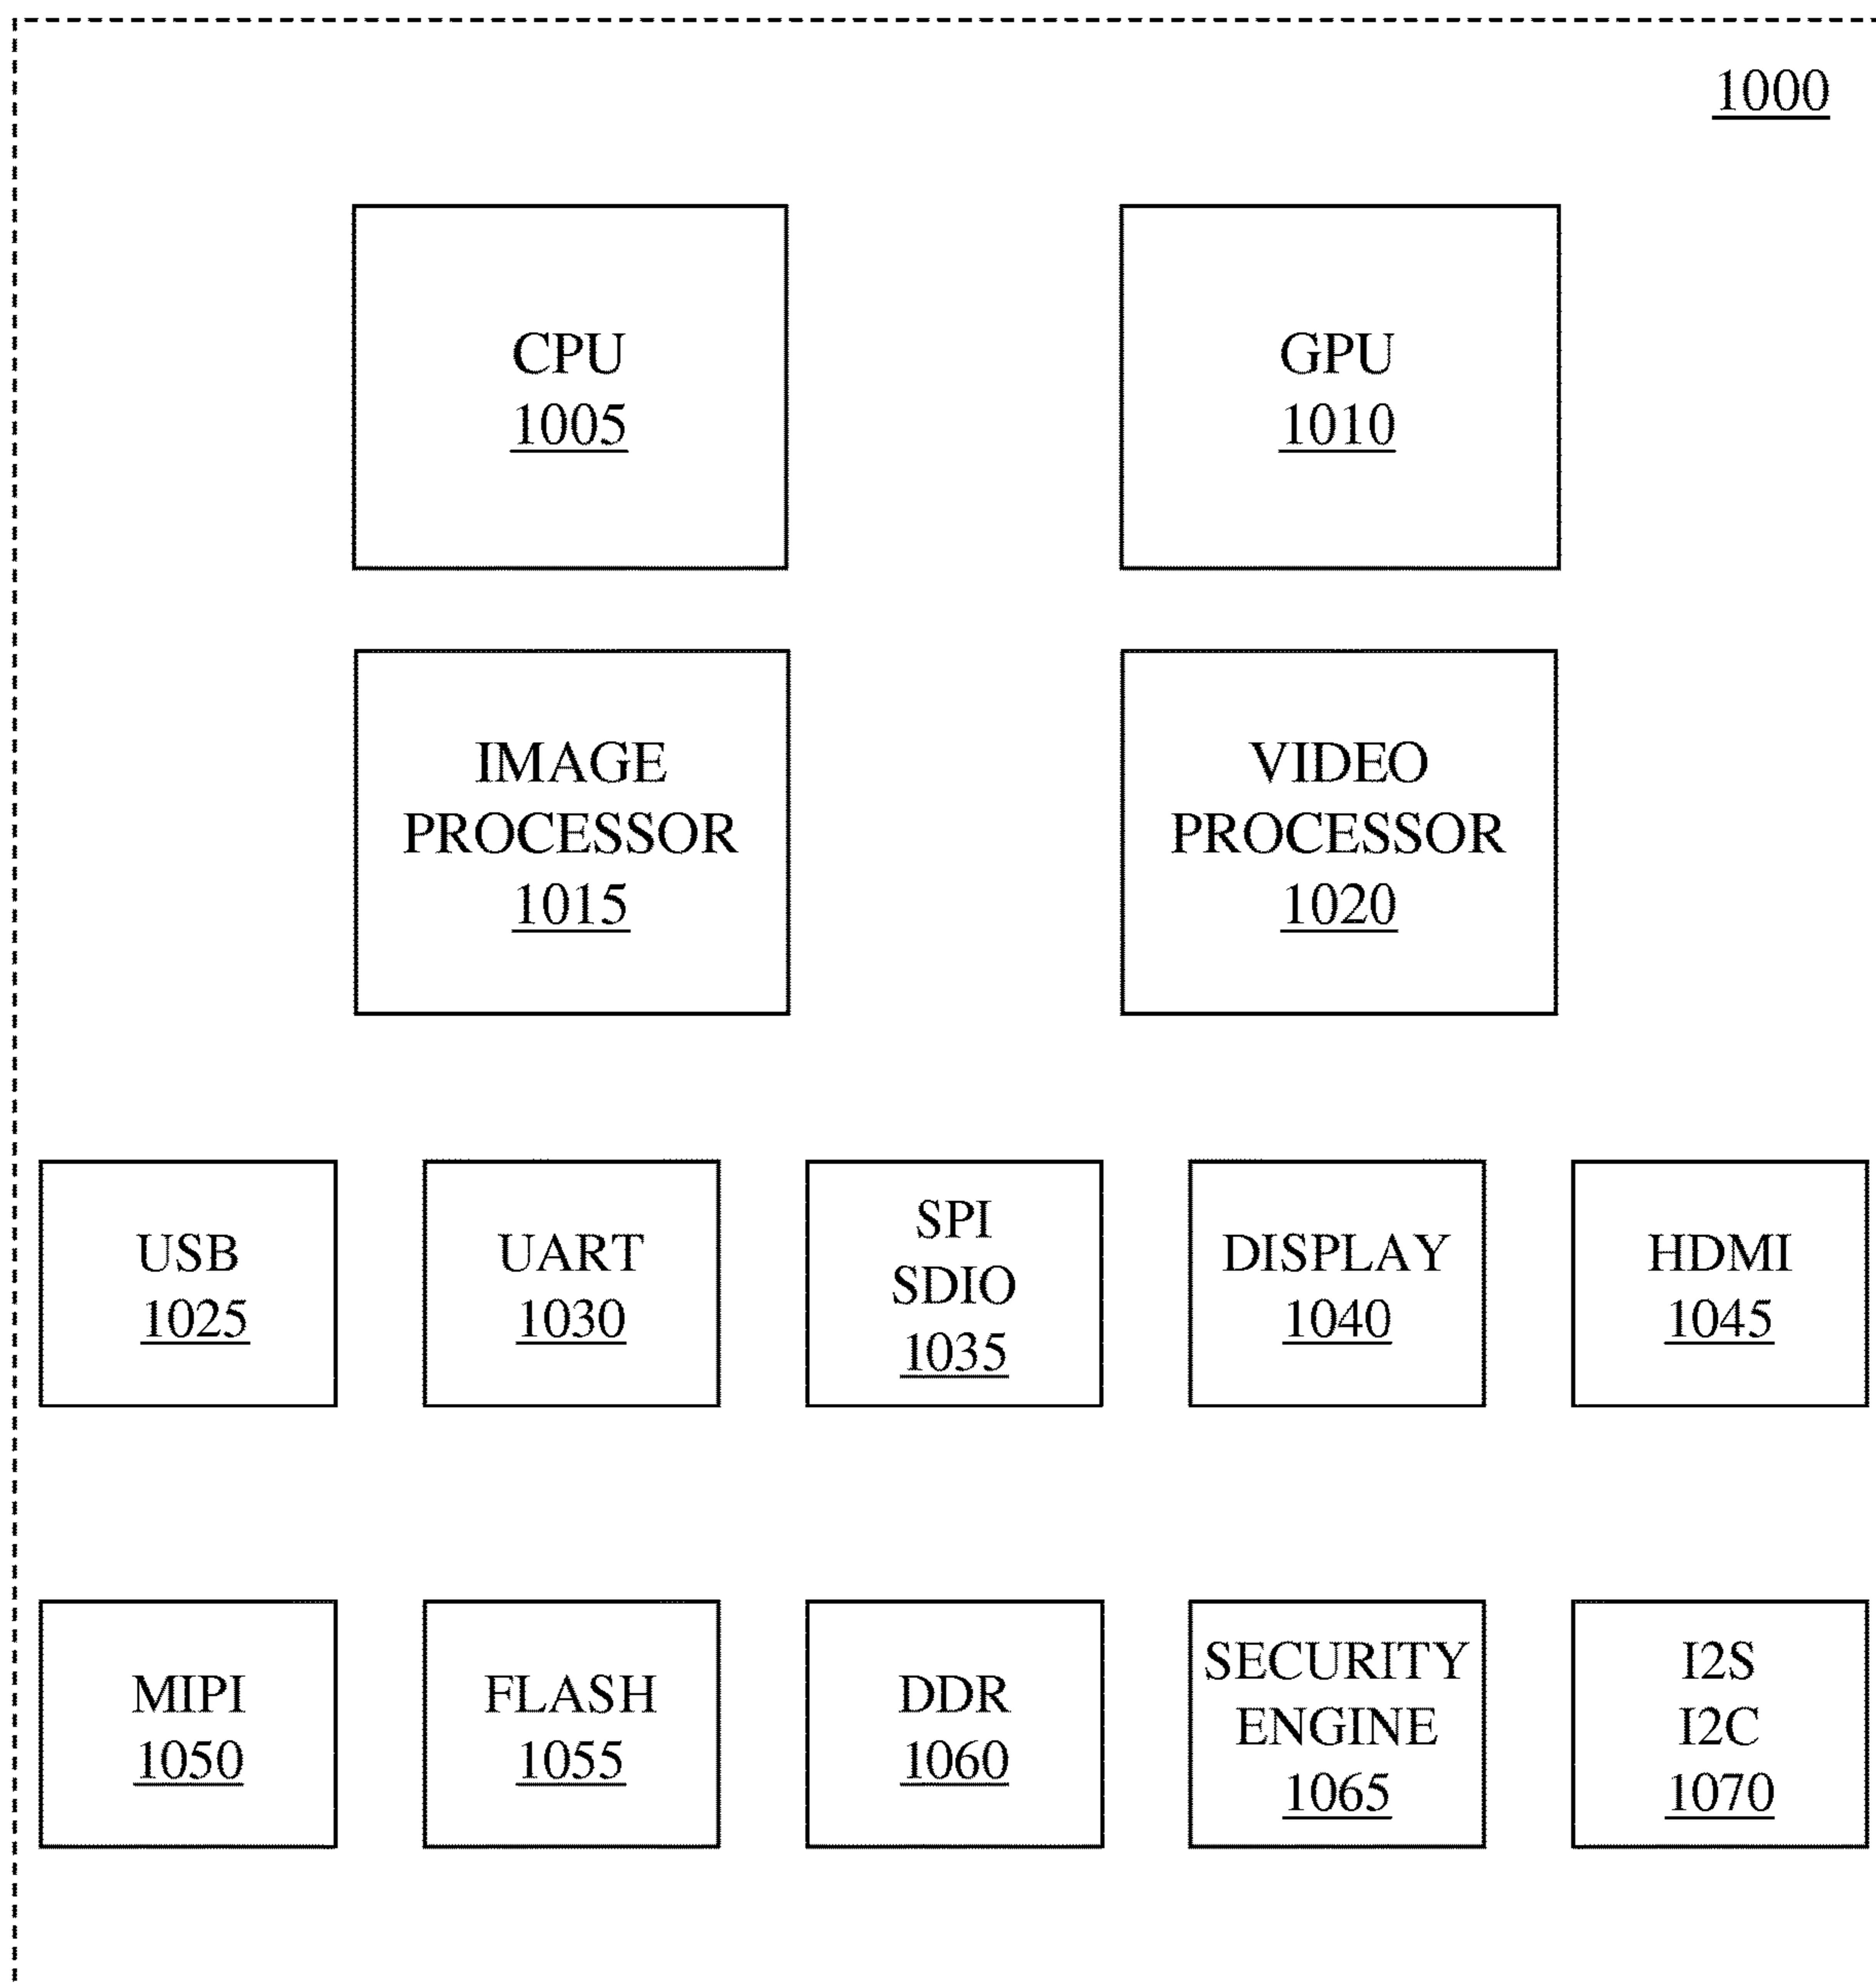 1000
CPU
1005
GPU
1010
IMAGE
PROCESSOR
1015
VIDEO
PROCESSOR
1020
USB
1025
UART
1030
SPI
SDIO
1035
DISPLAY
1040
HDMI
1045
MIPI
1050
FLASH
1055
DDR
1060
SECURITY
ENGINE
1065
I2S
I2C
1070